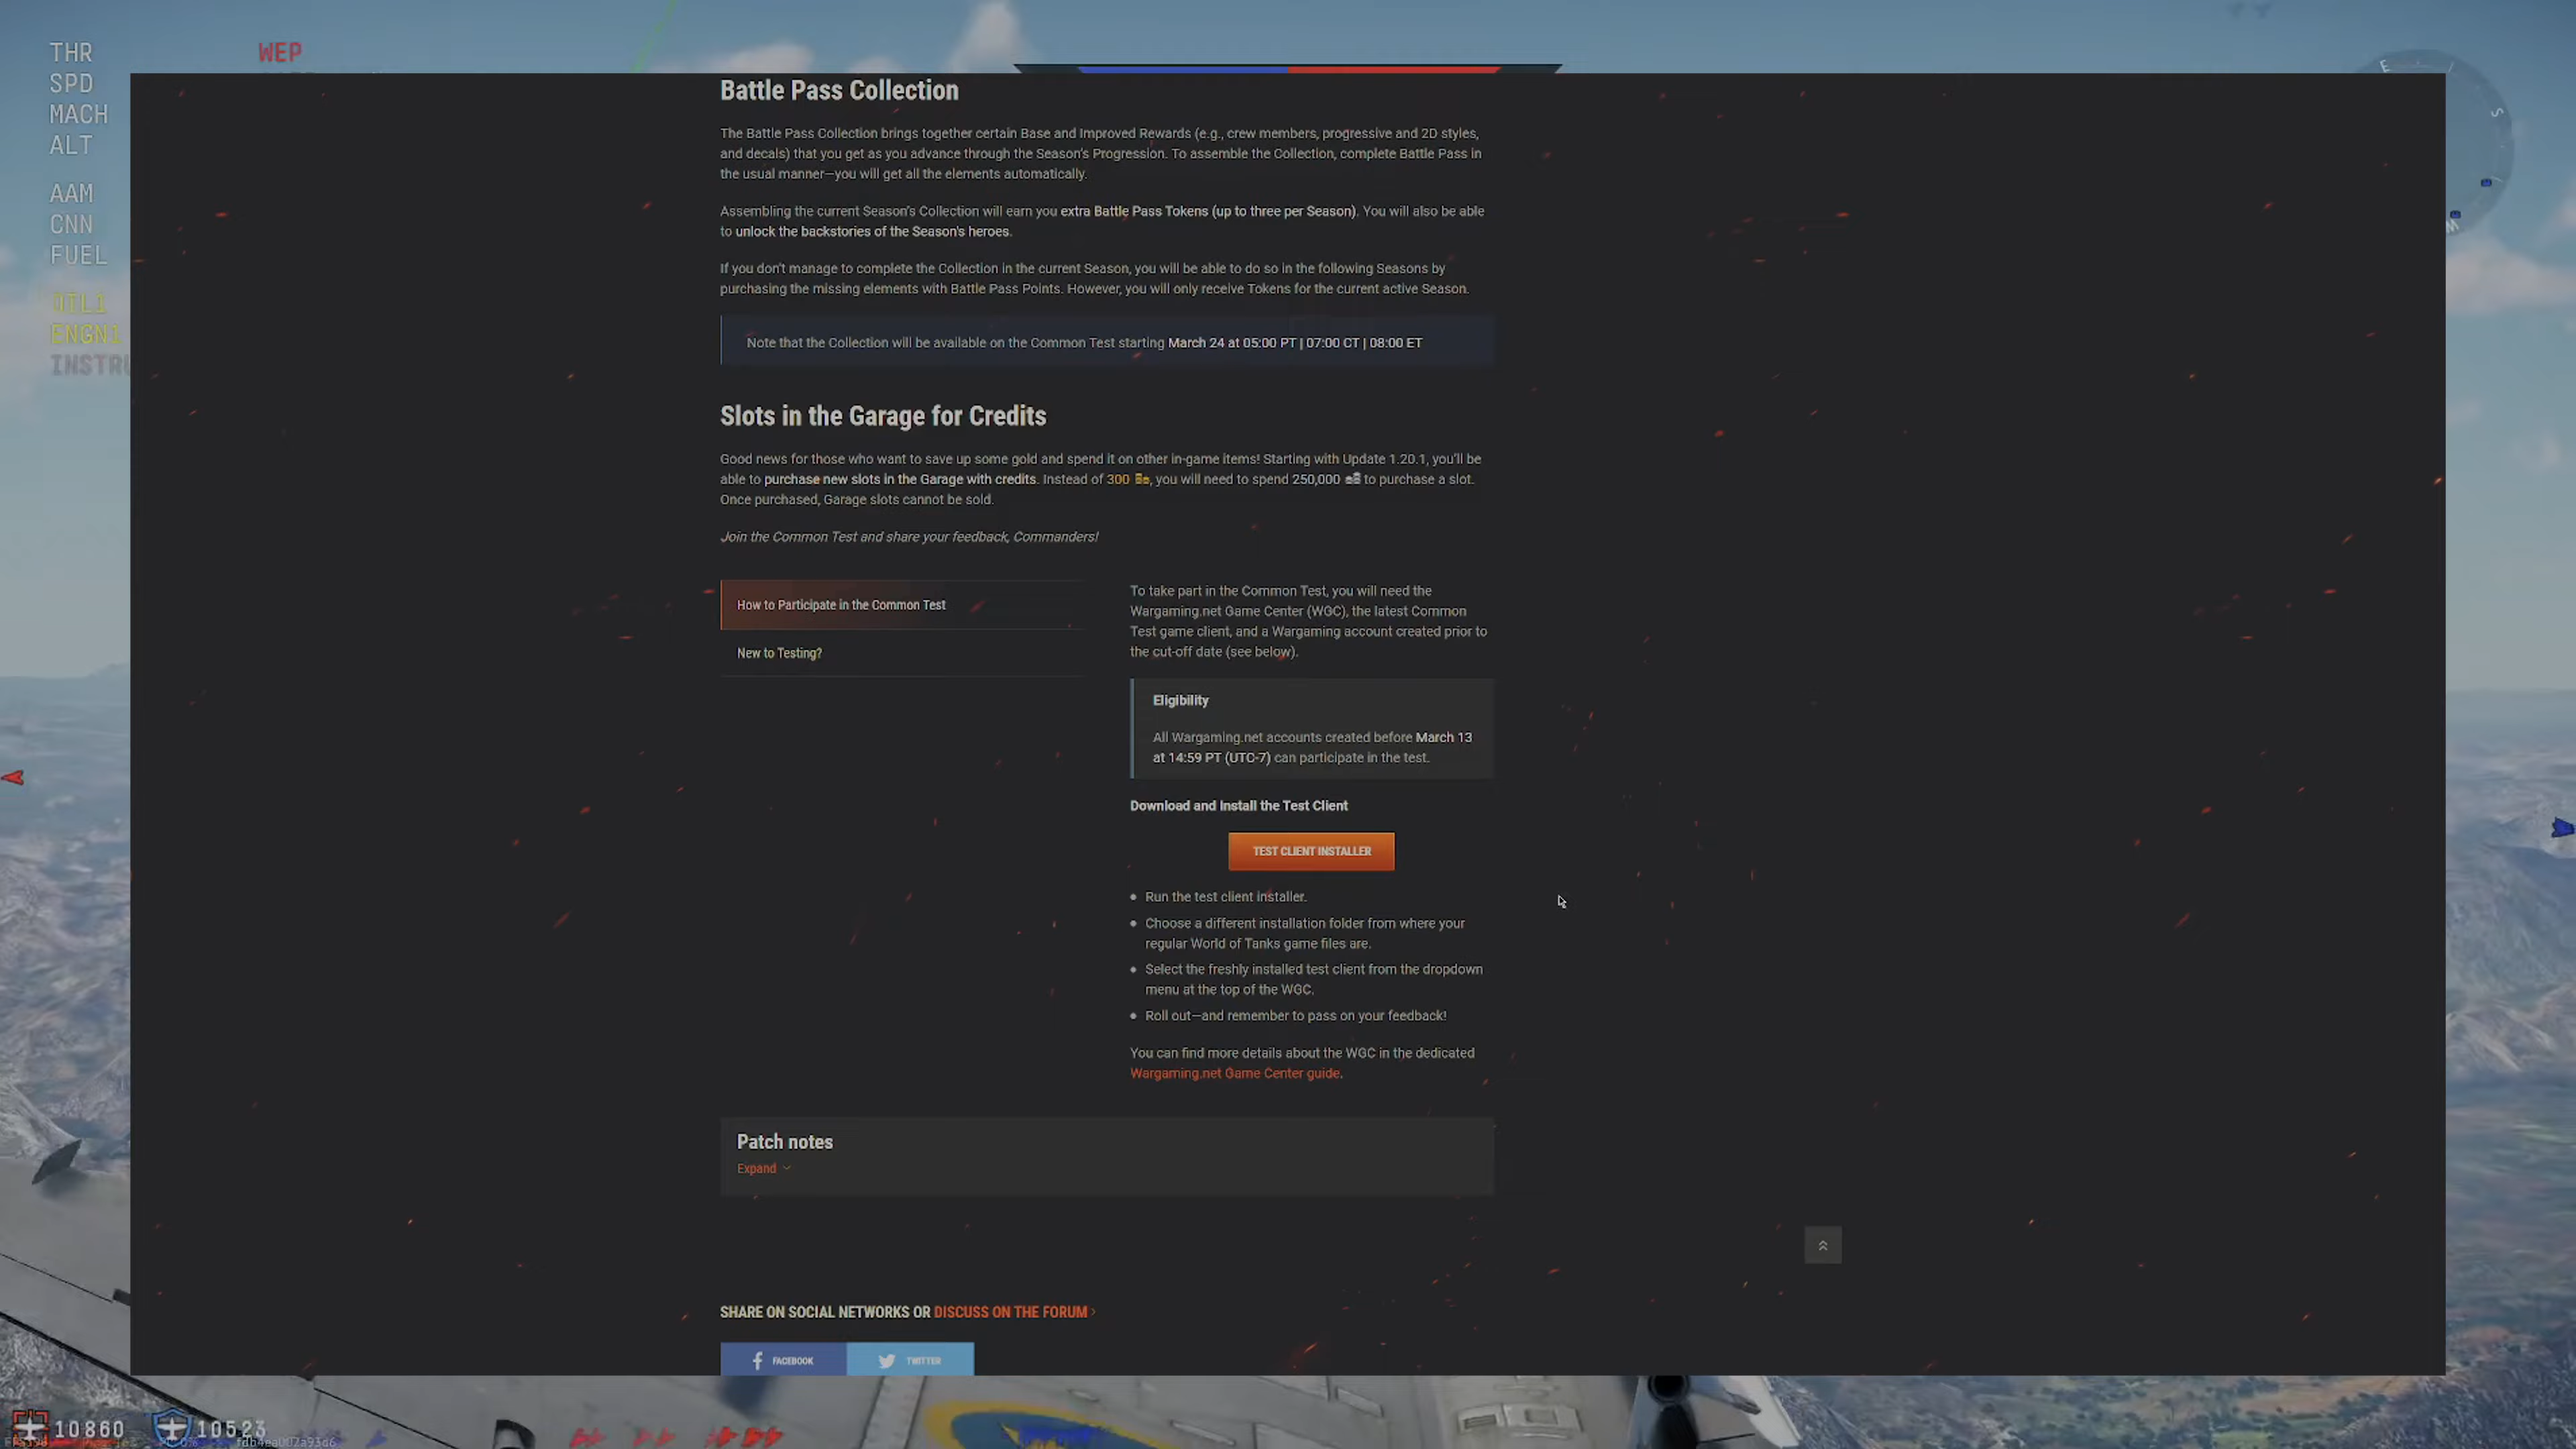 THR
WEP
SPD
MACH
ALT
AAM
CNN
FUEL
OIL1
ENGN1
E
S
Battle Pass Collection
The Battle Pass Collection brings together certain Base and Improved Rewards (e.g., crew members, progressive and 2D styles,
and decals) that you get as you advance through the Season's Progression. To assemble the Collection, complete Battle Pass in
the usual manner—you will get all the elements automatically.
Assembling the current Season's Collection will earn you extra Battle Pass Tokens (up to three per Season). You will also be able
to unlock the backstories of the Season's heroes.
If you don't manage to complete the Collection in the current Season, you will be able to do so in the following Seasons by
purchasing the missing elements with Battle Pass Points. However, you will only receive Tokens for the current active Season.
Note that the Collection will be available on the Common Test starting March 24 at 05:00 PT | 07:00 CT | 08:00 ET
Slots in the Garage for Credits
Good news for those who want to save up some gold and spend it on other in-game items! Starting with Update 1.20.1, you'll be
able to purchase new slots in the Garage with credits. Instead of 300 , you will need to spend 250,000 to purchase a slot.
Once purchased, Garage slots cannot be sold.
Join the Common Test and share your feedback, Commanders!
How to Participate in the Common Test
New to Testing?
To take part in the Common Test, you will need the
Wargaming.net Game Center (WGC), the latest Common
Test game client, and a Wargaming account created prior to
the cut-off date (see below).
Eligibility
All Wargaming.net accounts created before March 13
at 14:59 PT (UTC-7) can participate in the test.
Download and Install the Test Client
TEST CLIENT INSTALLER
Run the test client installer.
Choose a different installation folder from where your
regular World of Tanks game files are.
Select the freshly installed test client from the dropdown
menu at the top of the WGC.
Roll out—and remember to pass on your feedback!
You can find more details about the WGC in the dedicated
Wargaming.net Game Center guide.
Patch notes
Expand
SHARE ON SOCIAL NETWORKS OR DISCUSS ON THE FORUM
FACEBOOK
TWITTER
10860
10523